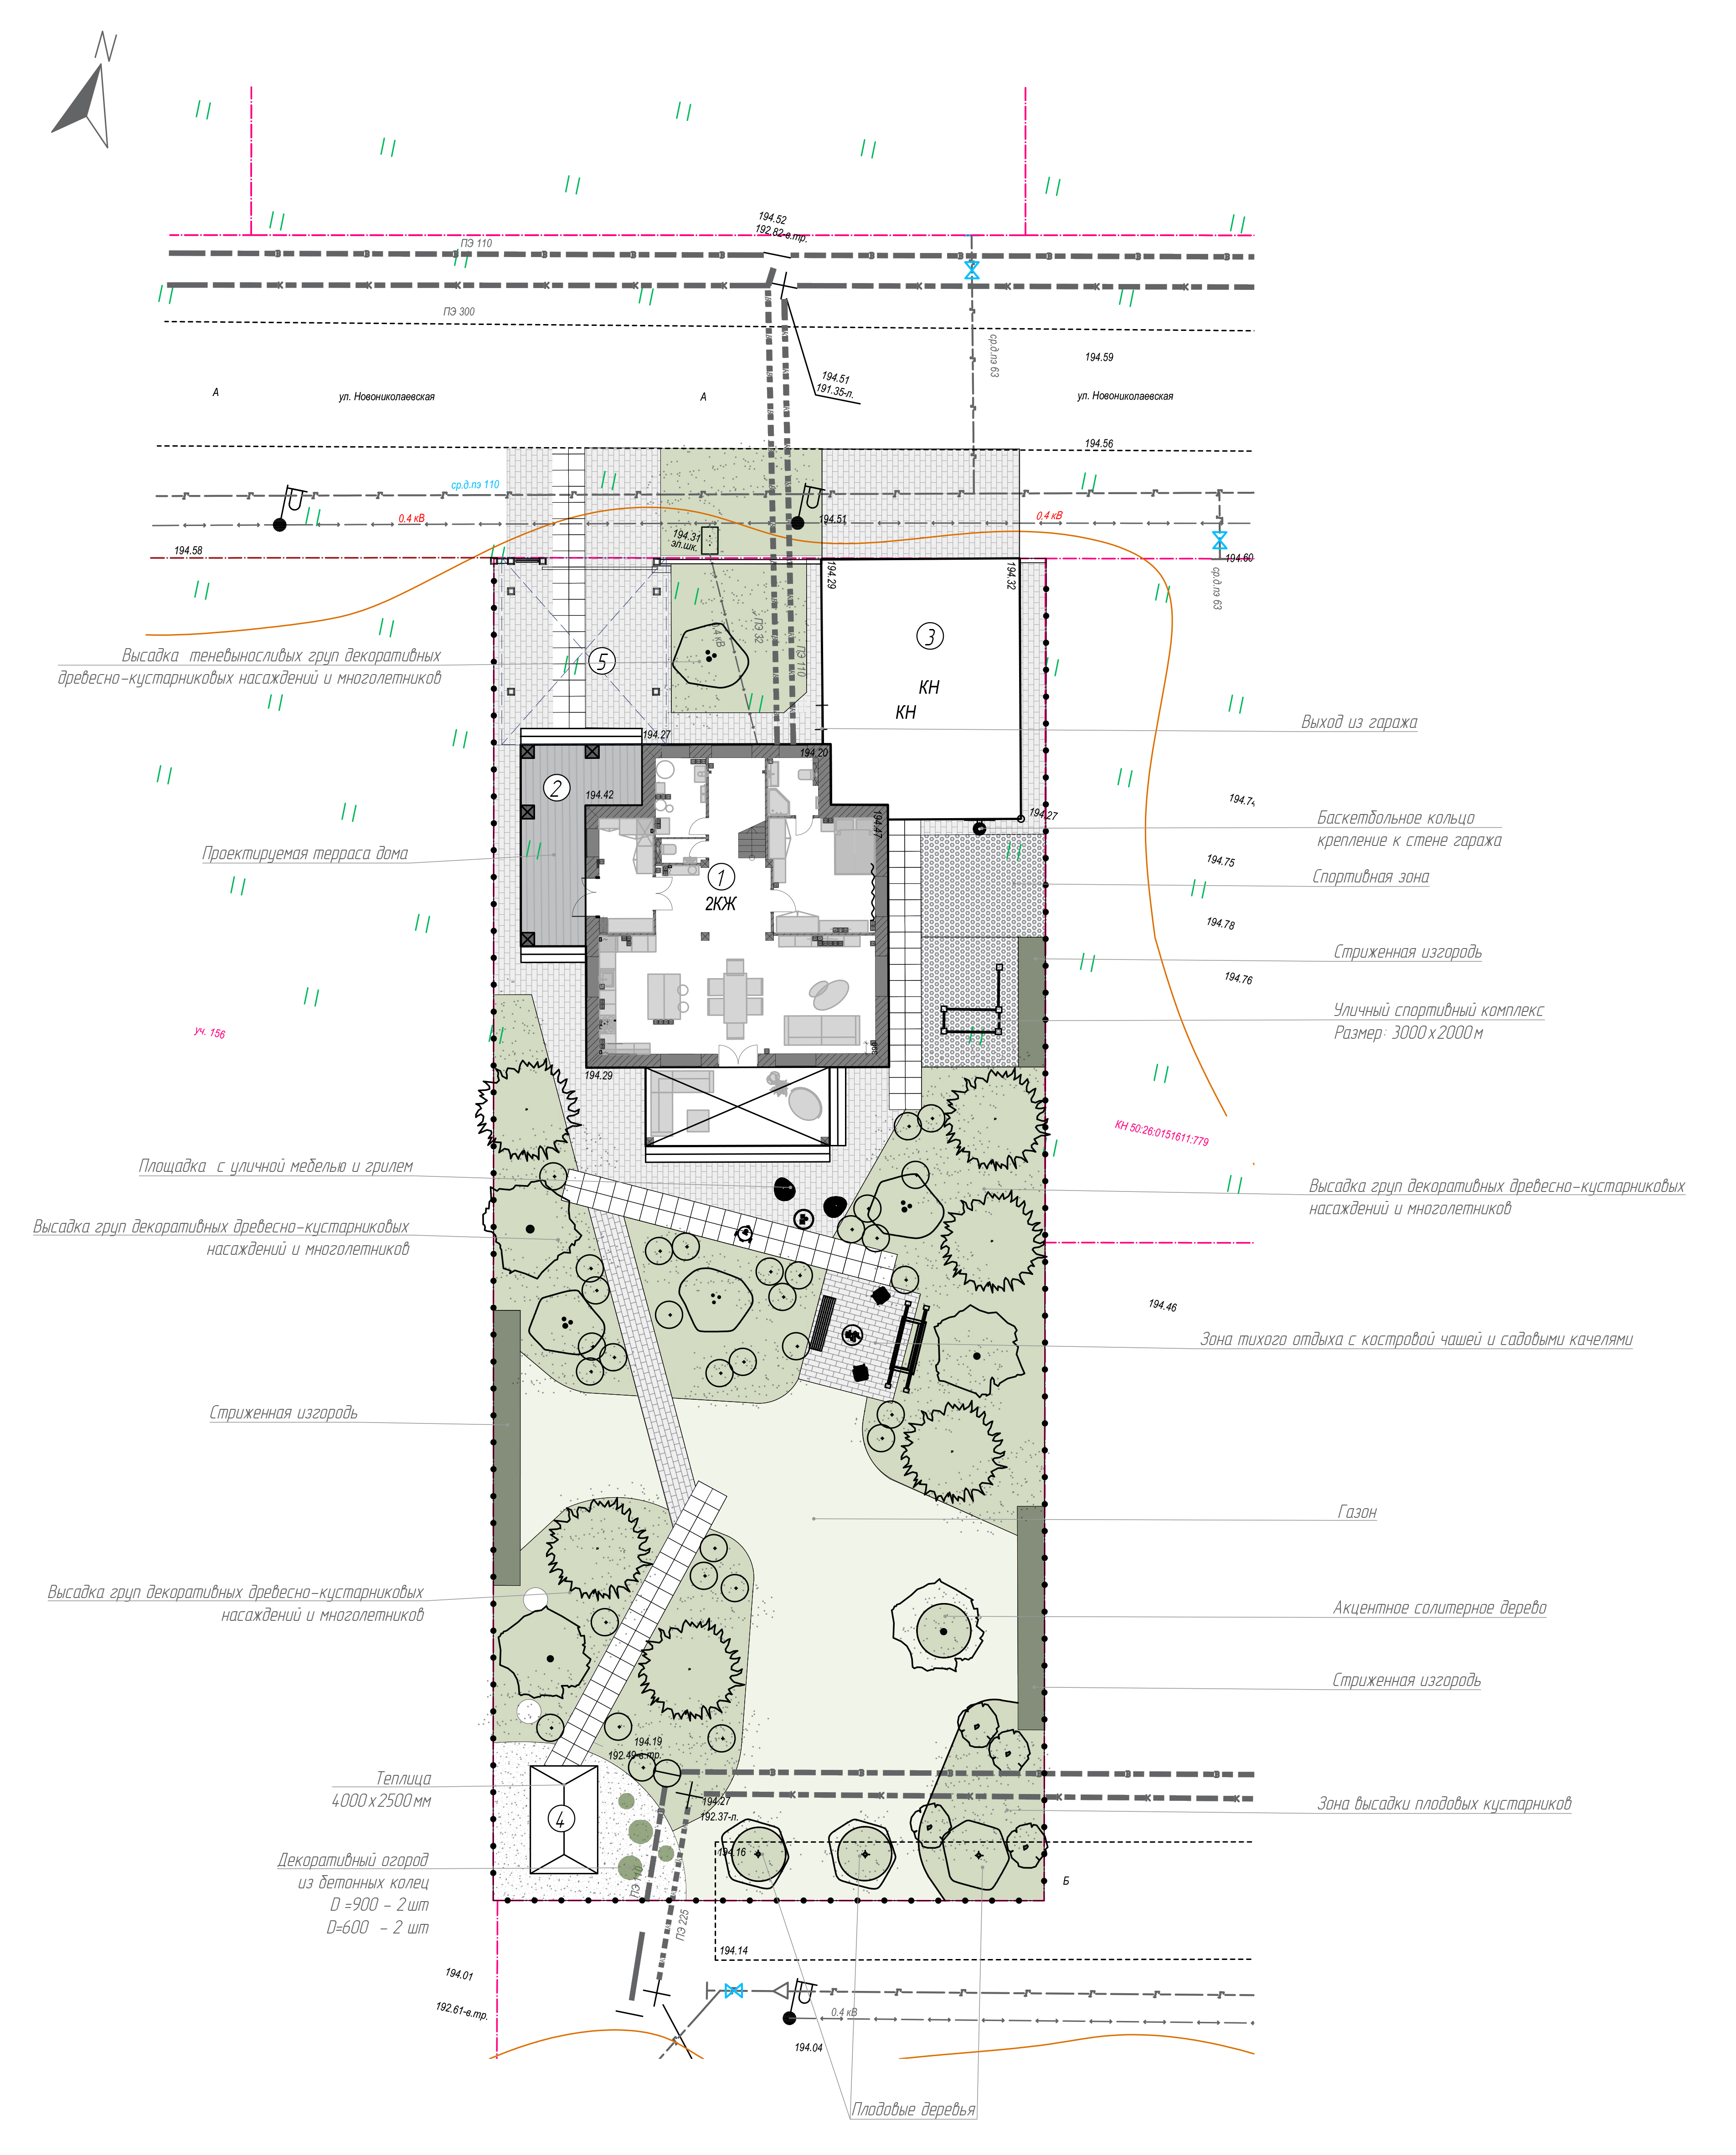 N
194.52
192.82-в.тр.
ПЭ 110
ПЭ 300
ср.д.пэ 63
194.59
194.51
191.35-л.
А
ул. Новониколаевская
А
ул. Новониколаевская
194.56
ср.д.пэ 110
0.4 кВ
194.51
0.4 кВ
194.31
эл.шк.
194.58
194.60
194.29
194.32
ср.д.пэ 63
0.4 кВ
ПЭ 32
ПЭ 110
3
5
Высадка теневыносливых груп декоративных
древесно-кустарниковых насаждений и многолетников
КН
КН
Выход из гаража
194.27
194.20
2
194.42
194.47
194.27
194.74
Баскетбольное кольцо
крепление к стене гаража
Проектируемая терраса дома
194.75
1
2КЖ
Спортивная зона
194.78
Стриженная изгородь
194.76
Уличный спортивный комплекс
Размер: 3000х2000м
уч. 156
194.29
КН 50:26:0151611:779
Площадка с уличной мебелью и грилем
Высадка груп декоративных древесно-кустарниковых
насаждений и многолетников
Высадка груп декоративных древесно-кустарниковых
насаждений и многолетников
194.46
Зона тихого отдыха с костровой чашей и садовыми качелями
Стриженная изгородь
Газон
Высадка груп декоративных древесно-кустарниковых
насаждений и многолетников
Акцентное солитерное дерево
Стриженная изгородь
194.19
192.49-в.тр.
Теплица
4000х2500мм
194.27
192.37-л.
Зона высадки плодовых кустарников
4
194.16
Декоративный огород
из бетонных колец
D =900 - 2шт
D=600 - 2 шт
ПЭ 110
Б
ПЭ 225
194.14
194.01
192.61-в.тр.
0.4 кВ
194.04
Плодовые деревья